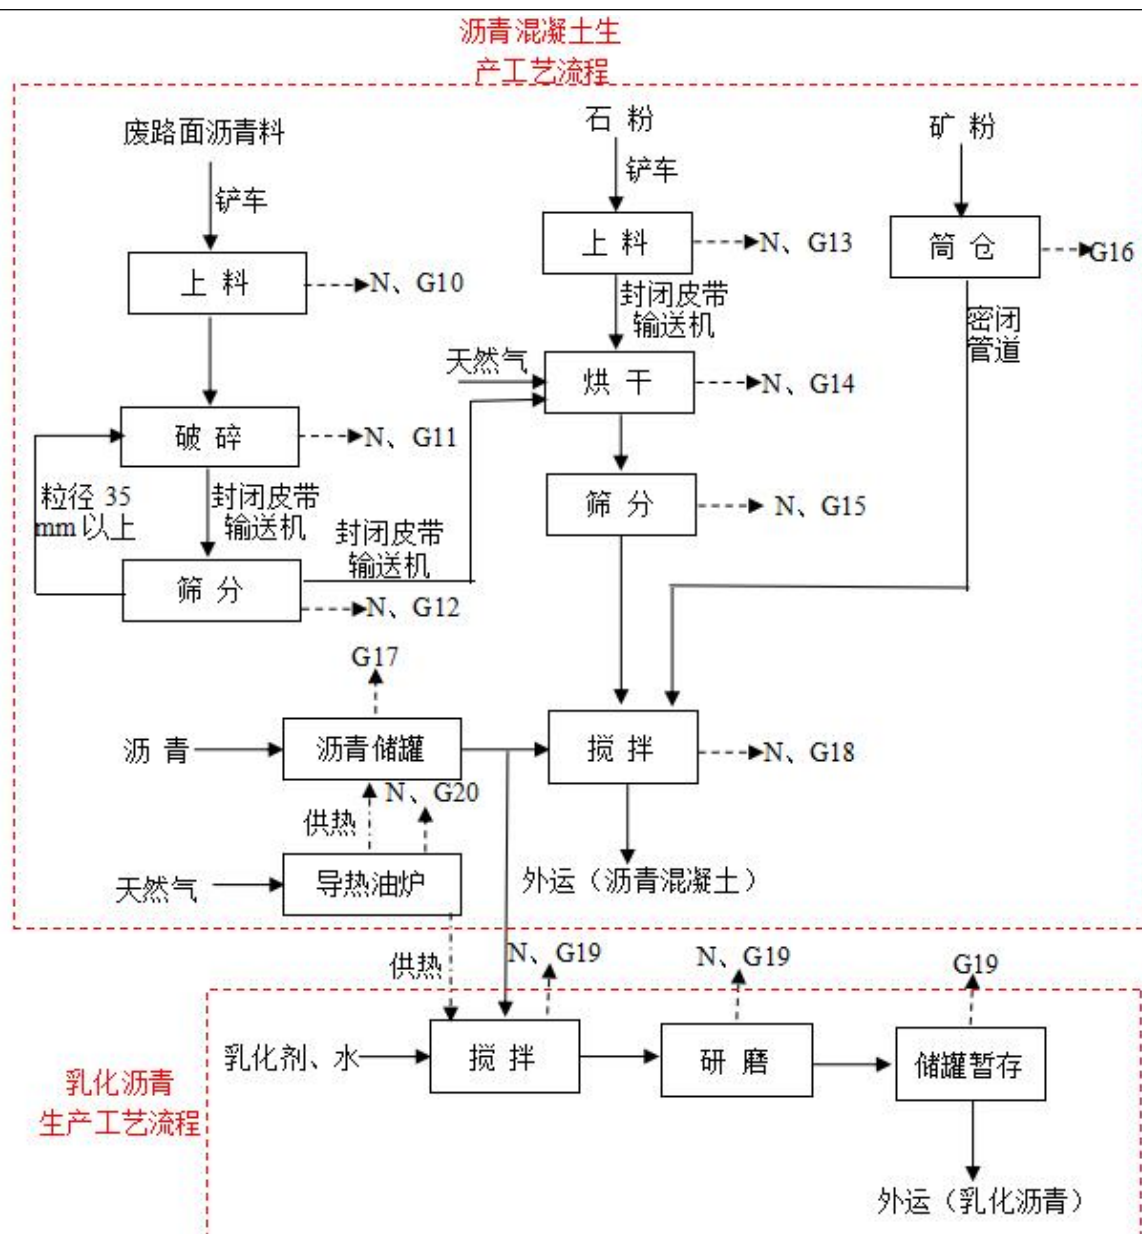 沥青混凝土生
产工艺流程
废路面沥青料
铲车
上料
N、G10
破碎
N、G11
粒径 35
mm以上
封闭皮带
输送机
筛分
N、G12
封闭皮带
输送机
石粉
铲车
上料
N、G13
封闭皮带
输送机
天然气
烘干
N、G14
筛分
N、G15
矿粉
筒仓
G16
密闭
管道
G17
沥青
沥青储罐
搅拌
N、G18
供热
N、G20
天然气
导热油炉
外运（沥青混凝土）
供热
N、G19
N、G19
G19
乳化剂、水
搅拌
研磨
储罐暂存
乳化沥青
生产工艺流程
外运（乳化沥青）